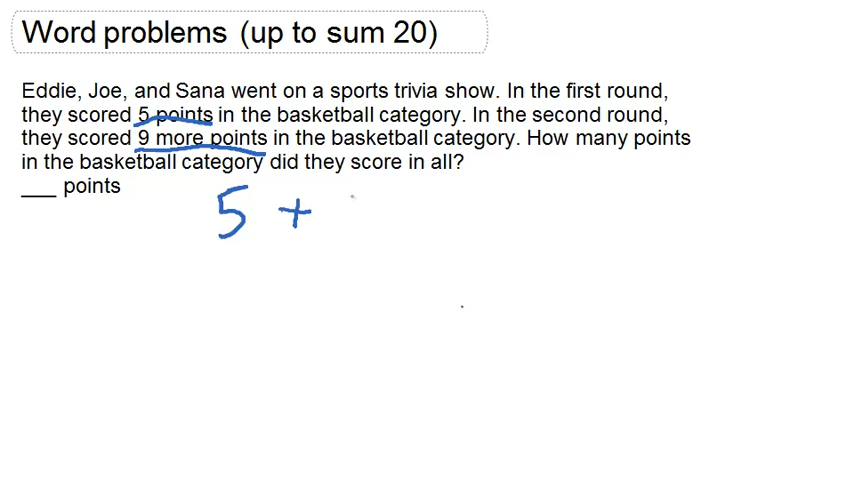 Word problems (up to sum 20)
Eddie, Joe, and Sana went on a sports trivia show. In the first round,
they scored 5 points in the basketball category. In the second round,
they scored 9 more points in the basketball category. How many points
in the basketball category did they score in all?
___ points
5 +